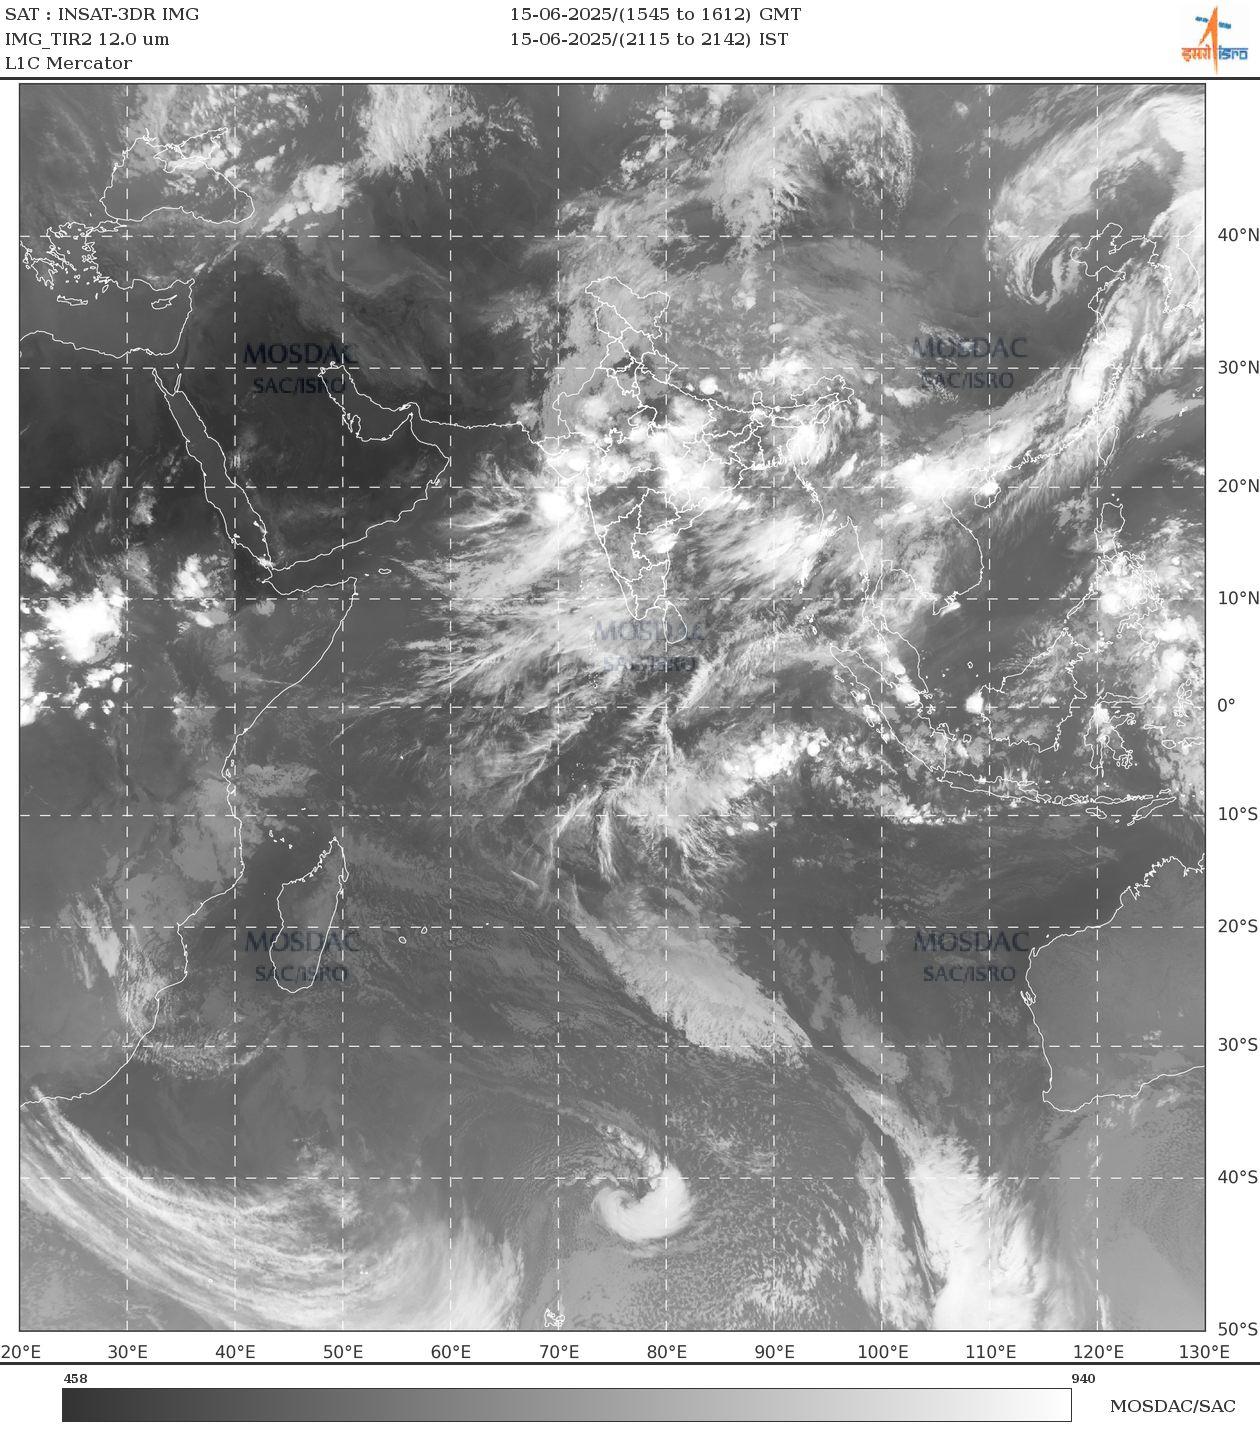 SAT : INSAT-3DR IMG
15-06-2025/(1545 to 1612) GMT
IMG_TIR2 12.0 um
15-06-2025/(2115 to 2142) IST
L1C Mercator
इसरो isro
40°N
MOSDAC
SAC/ISRO
MOSDAC
SAC/ISRO
30°N
20°N
10°N
MOSDAC
SAC/ISRO
0°
10°S
20°S
MOSDAC
SAC/ISRO
MOSDAC
SAC/ISRO
30°S
40°S
50°S
20°E 30°E 40°E 50°E 60°E 70°E 80°E 90°E 100°E 110°E 120°E 130°E
458
940
MOSDAC/SAC